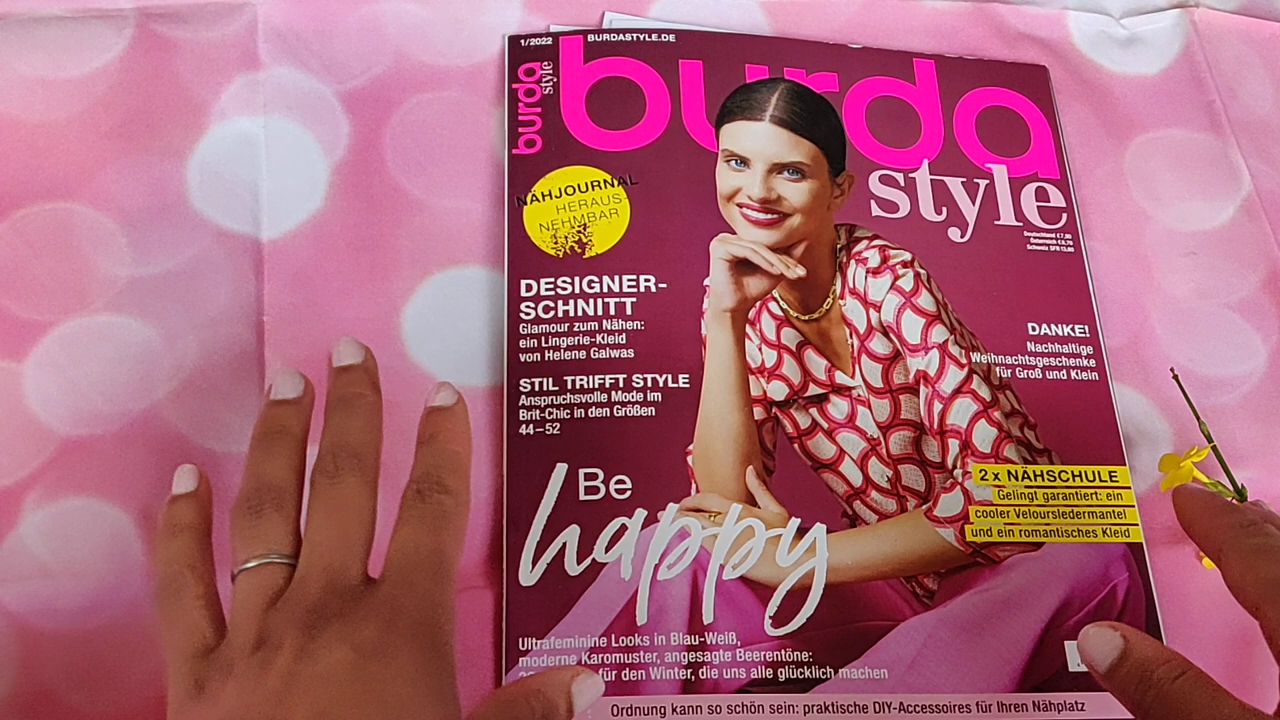 1/2022
BURDASTYLE.DE
burda
style
burda
style
Deutschland €7,90
NÄHJOURNAL
HERAUS-
NEHMBAR
DESIGNER-
SCHNITT
Glamour zum Nähen:
ein Lingerie-Kleid
von Helene Galwas
STIL TRIFFT STYLE
Anspruchsvolle Mode im
Brit-Chic in den Größen
44–52
DANKE!
Nachhaltige
Weihnachtsgeschenke
für Groß und Klein
2 x NÄHSCHULE
Gelingt garantiert: ein
cooler Veloursledermantel
und ein romantisches Kleid
Be
happy
Ultrafeminine Looks in Blau-Weiß,
moderne Karomuster, angesagte Beerentöne:
für den Winter, die uns alle glücklich machen
Ordnung kann so schön sein: praktische DIY-Accessoires für Ihren Nähplatz